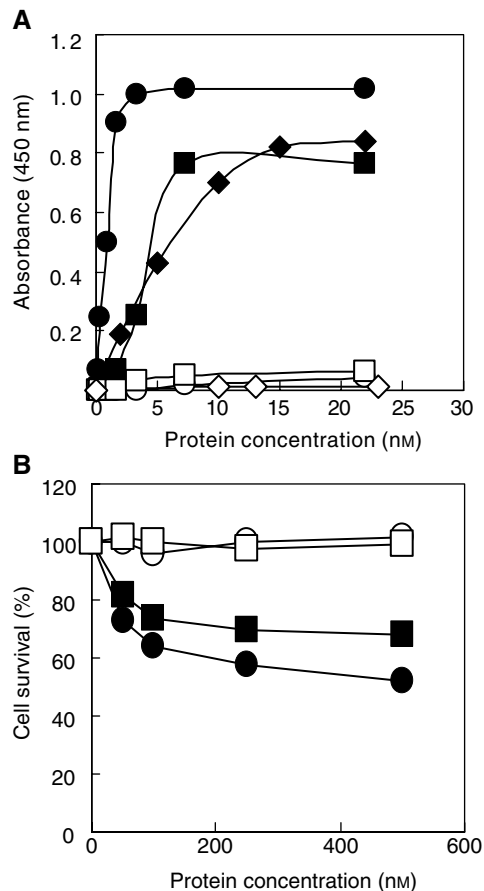 A
1.2
1.0
0.8
0.6
0.4
0.2
0 5 10 15 20 25 30
Absorbance (450 nm)
Protein concentration (nM)
B
120
100
80
60
40
20
0
0 200 400 600
Cell survival (%)
Protein concentration (nM)